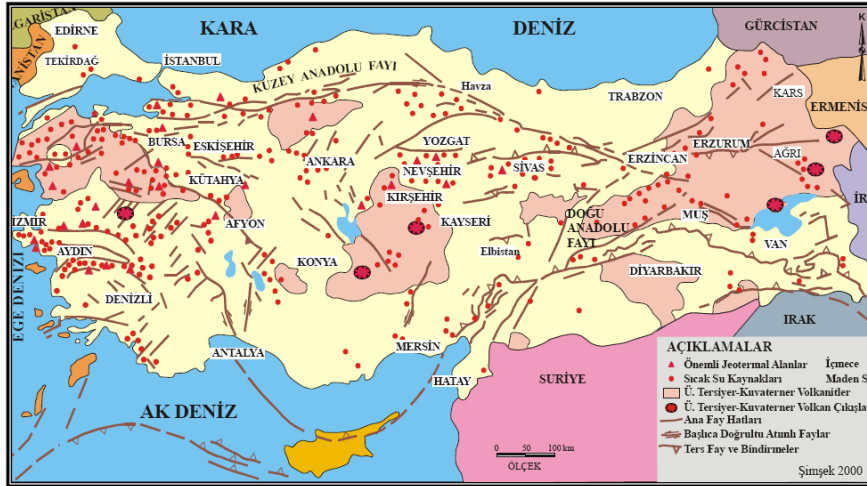 GARİSTAN
EDİRNE
KARA
DENİZ
GÜRCİSTAN
K
TEKİRDAĞ
İSTANBUL
ANİSTAN
KUZEY ANADOLU FAYI
Havza
TRABZON
KARS
ERMENİS
BURSA
ESKİŞEHİR
YOZGAT
ANKARA
ERZİNCAN
ERZURUM
AĞRI
KÜTAHYA
NEVŞEHİR
SİVAS
İR
KIRŞEHİR
İZMİR
AFYON
KAYSERİ
DOĞU
ANADOLU
FAYI
MUŞ
VAN
AYDIN
KONYA
Elbistan
DİYARBAKIR
EGE DENİZİ
DENİZLİ
IRAK
ANTALYA
MERSİN
HATAY
SURİYE
AK DENİZ
AÇIKLAMALAR
Önemli Jeotermal Alanlar İçmece
Sıcak Su Kaynakları Maden S
Ü. Tersiyer-Kuvaterner Volkanitler
Ü. Tersiyer-Kuvaterner Volkan Çıkışla
Ana Fay Hatları
Başlıca Doğrultu Atımlı Faylar
Ters Fay ve Bindirmeler
0 50 100 km
ÖLÇEK
Şimşek 2000